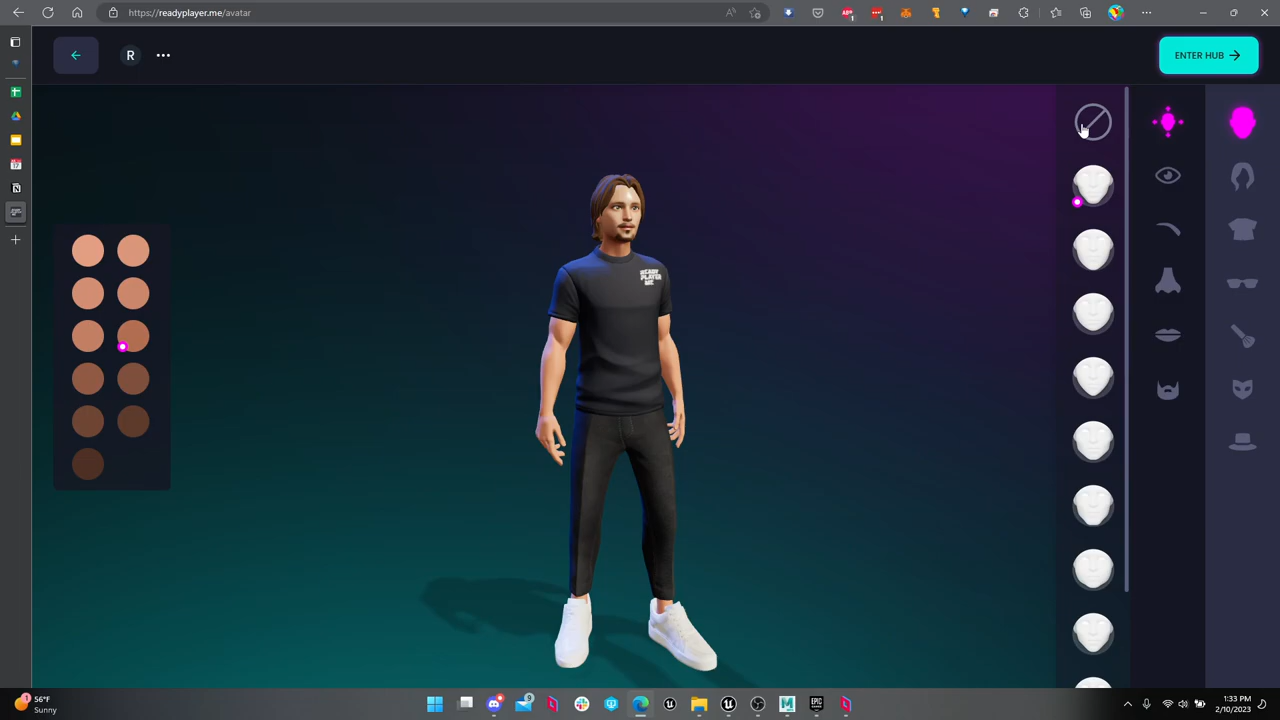 https://readyplayer.me/avatar
R
ENTER HUB
READY
PLAYER
ME
56°F
Sunny
1:33 PM
2/10/2023